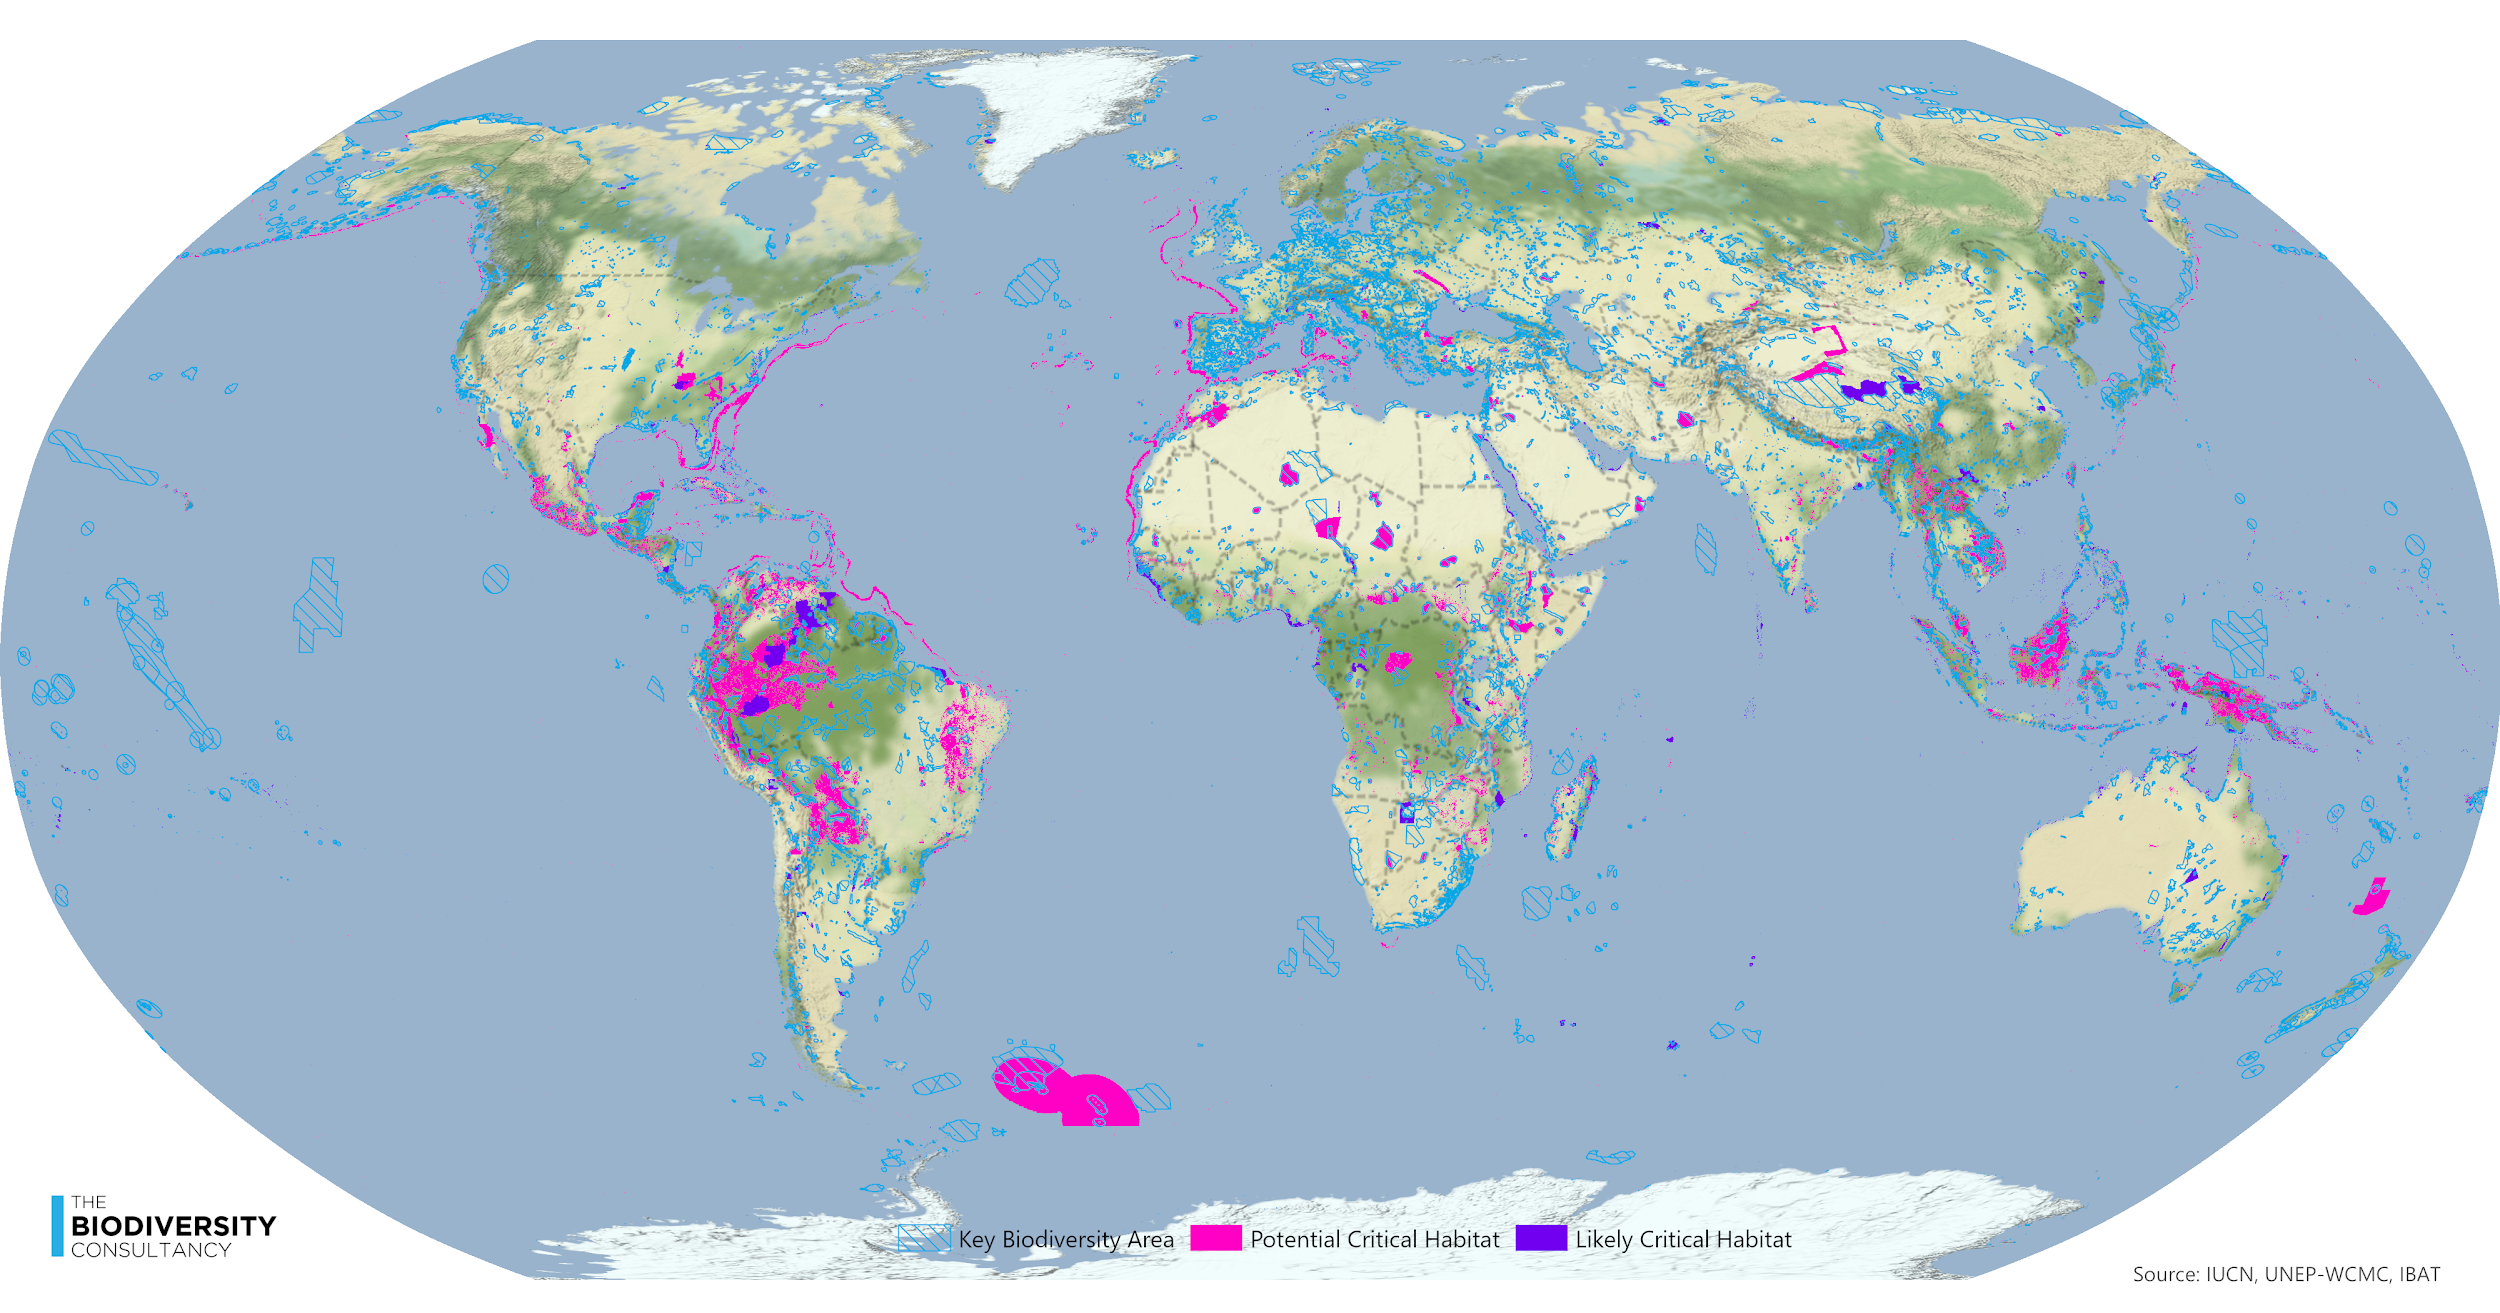 Key Biodiversity Area
Potential Critical Habitat
Likely Critical Habitat
THE
BIODIVERSITY
CONSULTANCY
Source: IUCN, UNEP-WCMC, IBAT